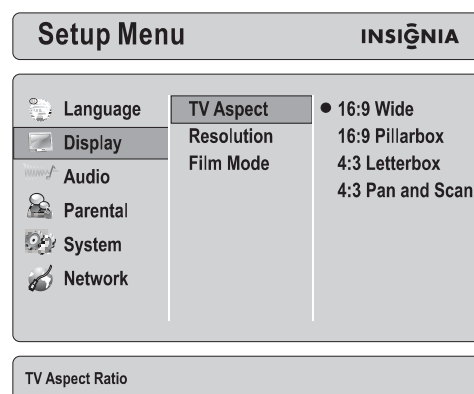 Setup Menu
INSIGNIA
Language
Display
Audio
Parental
System
Network
TV Aspect
Resolution
Film Mode
16:9 Wide
16:9 Pillarbox
4:3 Letterbox
4:3 Pan and Scan
TV Aspect Ratio